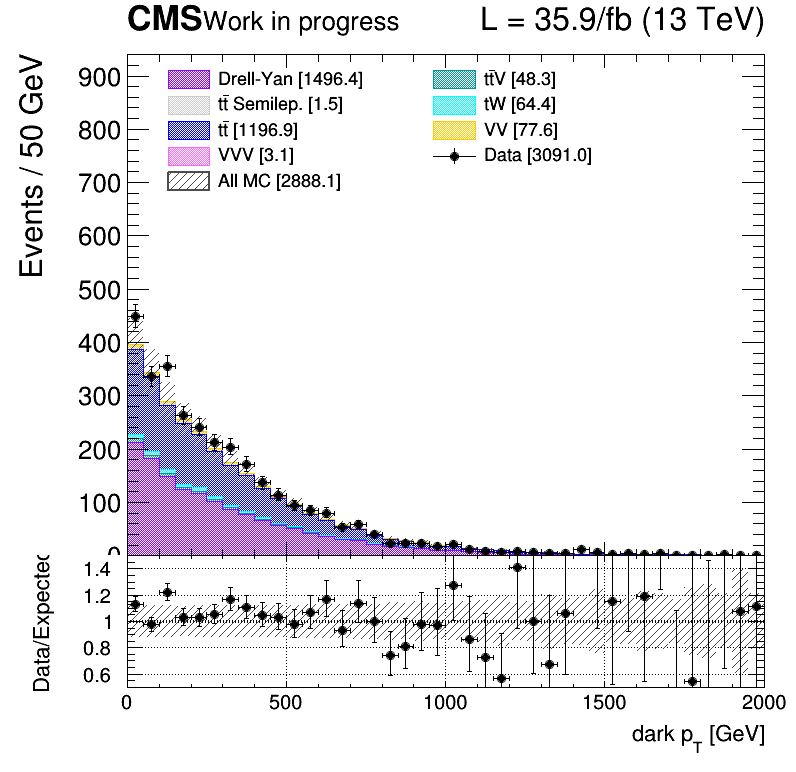 CMS Work in progress L = 35.9/fb (13 TeV)
Events / 50 GeV
900
800
700
600
500
400
300
200
100
0
Drell-Yan [1496.4]
tt̄ Semilep. [1.5]
tt̄ [1196.9]
VVV [3.1]
All MC [2888.1]
tt̄V [48.3]
tW [64.4]
VV [77.6]
Data [3091.0]
Data/Expected
1.4
1.2
1
0.8
0.6
0 500 1000 1500 2000
dark p_T [GeV]